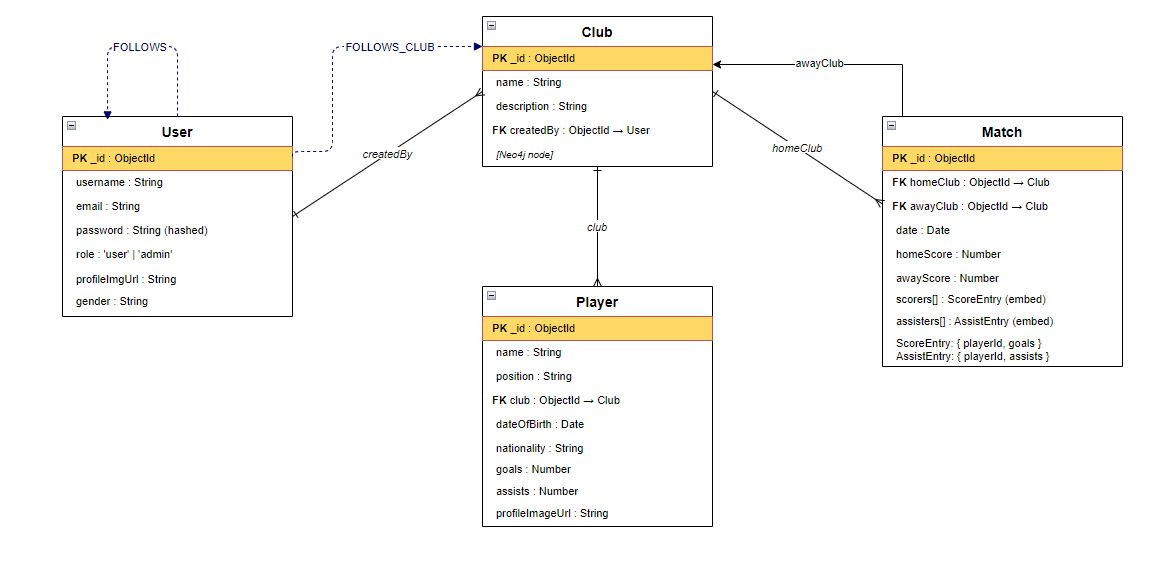 FOLLOWS
FOLLOWS_CLUB
createdBy
awayClub
homeClub
club
User
PK _id : ObjectId
username : String
email : String
password : String (hashed)
role : 'user' | 'admin'
profileImgUrl : String
gender : String
Club
PK _id : ObjectId
name : String
description : String
FK createdBy : ObjectId → User
[Neo4j node]
Player
PK _id : ObjectId
name : String
position : String
FK club : ObjectId → Club
dateOfBirth : Date
nationality : String
goals : Number
assists : Number
profileImageUrl : String
Match
PK _id : ObjectId
FK homeClub : ObjectId → Club
FK awayClub : ObjectId → Club
date : Date
homeScore : Number
awayScore : Number
scorers[] : ScoreEntry (embed)
assisters[] : AssistEntry (embed)
ScoreEntry: { playerId, goals }
AssistEntry: { playerId, assists }